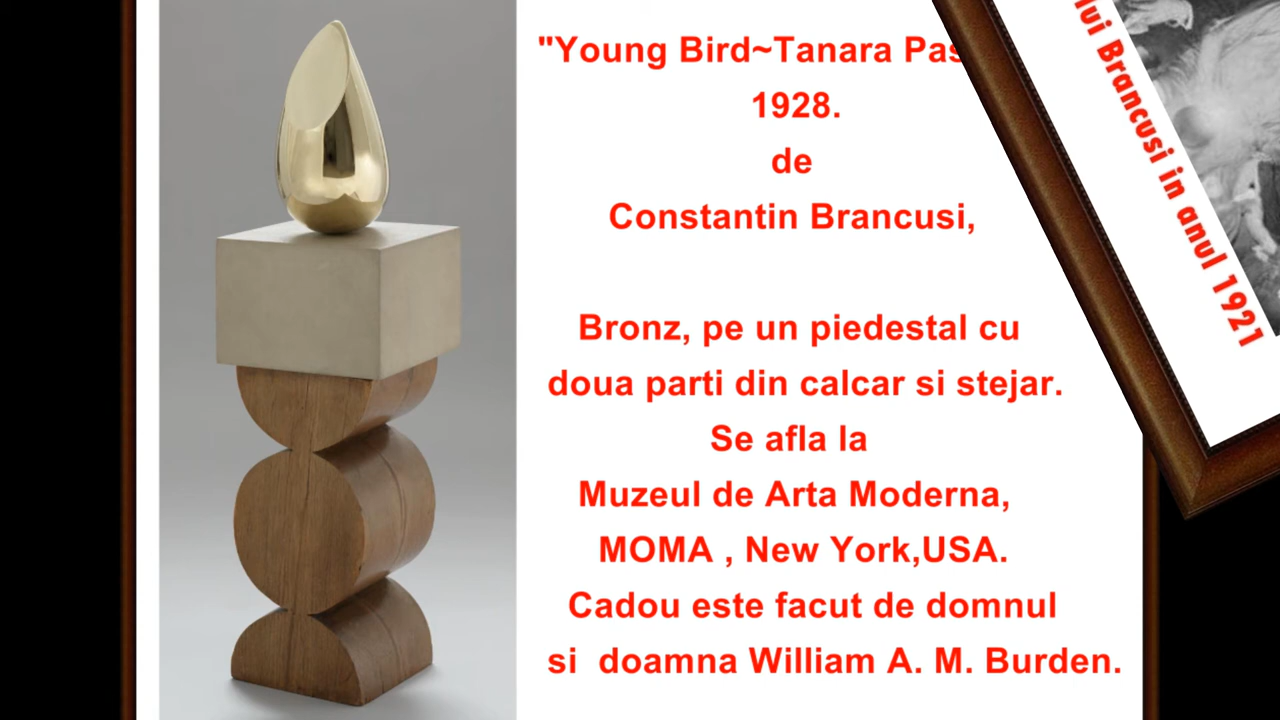 "Young Bird~Tanara
1928.
de
Constantin Brancusi,
Bronz, pe un piedestal cu
doua parti din calcar si stejar.
Se afla la
Muzeul de Arta Moderna,
MOMA , New York,USA.
Cadou este facut de domnul
si doamna William A. M. Burden.
Brancusi in anul 1921